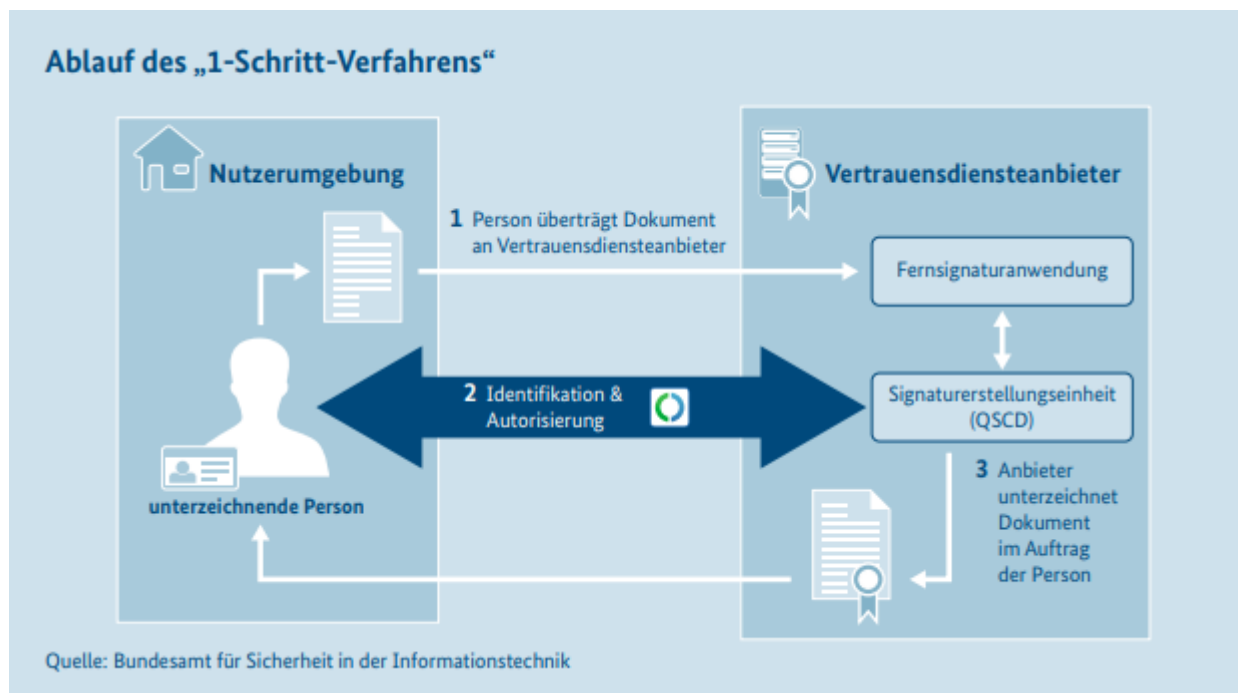 Ablauf des „1-Schritt-Verfahrens“
Nutzerumgebung
Vertrauensdiensteanbieter
1 Person überträgt Dokument
an Vertrauensdiensteanbieter
Fernsignaturanwendung
2 Identifikation &
Autorisierung
Signaturerstellungseinheit
(QSCD)
unterzeichnende Person
3 Anbieter
unterzeichnet
Dokument
im Auftrag
der Person
Quelle: Bundesamt für Sicherheit in der Informationstechnik